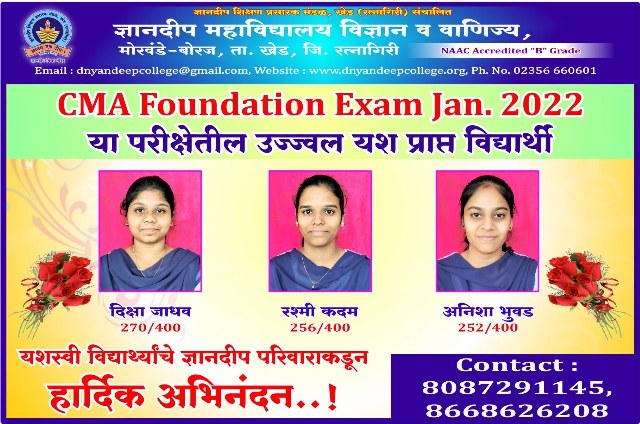 ज्ञानदीप शिक्षण प्रसारक मंडळ, खेड (रत्नागिरी) संचालित
ज्ञानदीप महाविद्यालय विज्ञान व वाणिज्य,
मोरवंडे-बोरज, ता. खेड, जि. रत्नागिरी
NAAC Accredited "B" Grade
Email : dnyandeepcollege@gmail.com, Website : www.dnyandeepcollege.org, Ph. No. 02356 660601
CMA Foundation Exam Jan. 2022
या परीक्षेतील उज्ज्वल यश प्राप्त विद्यार्थी
दिक्षा जाधव
270/400
रश्मी कदम
256/400
अनिशा भुवड
252/400
यशस्वी विद्यार्थ्यांचे ज्ञानदीप परिवाराकडून
हार्दिक अभिनंदन..!
Contact :
8087291145,
8668626208